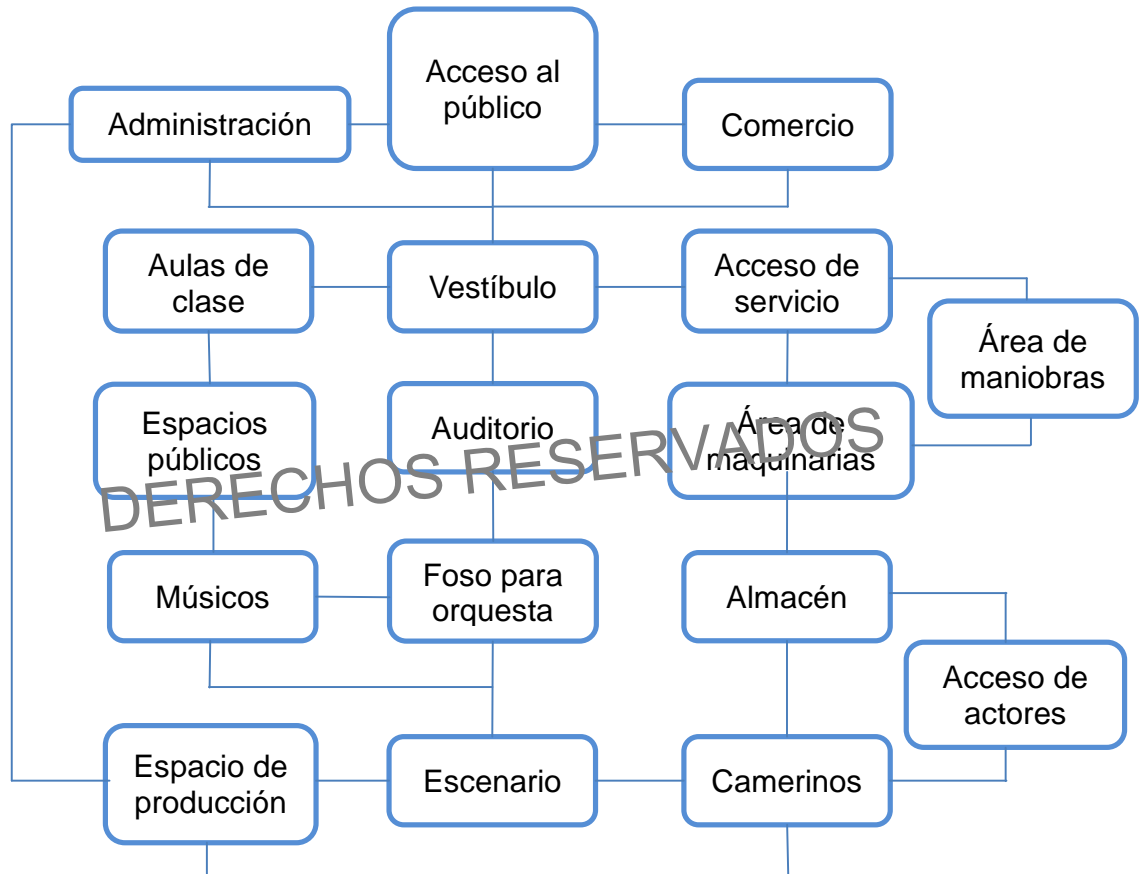 Acceso al
público
Administración
Comercio
Aulas de
clase
Vestíbulo
Acceso de
servicio
Área de
maniobras
Espacios
públicos
Auditorio
Área de
maquinarias
DERECHOS RESERVADOS
Músicos
Foso para
orquesta
Almacén
Acceso de
actores
Espacio de
producción
Escenario
Camerinos